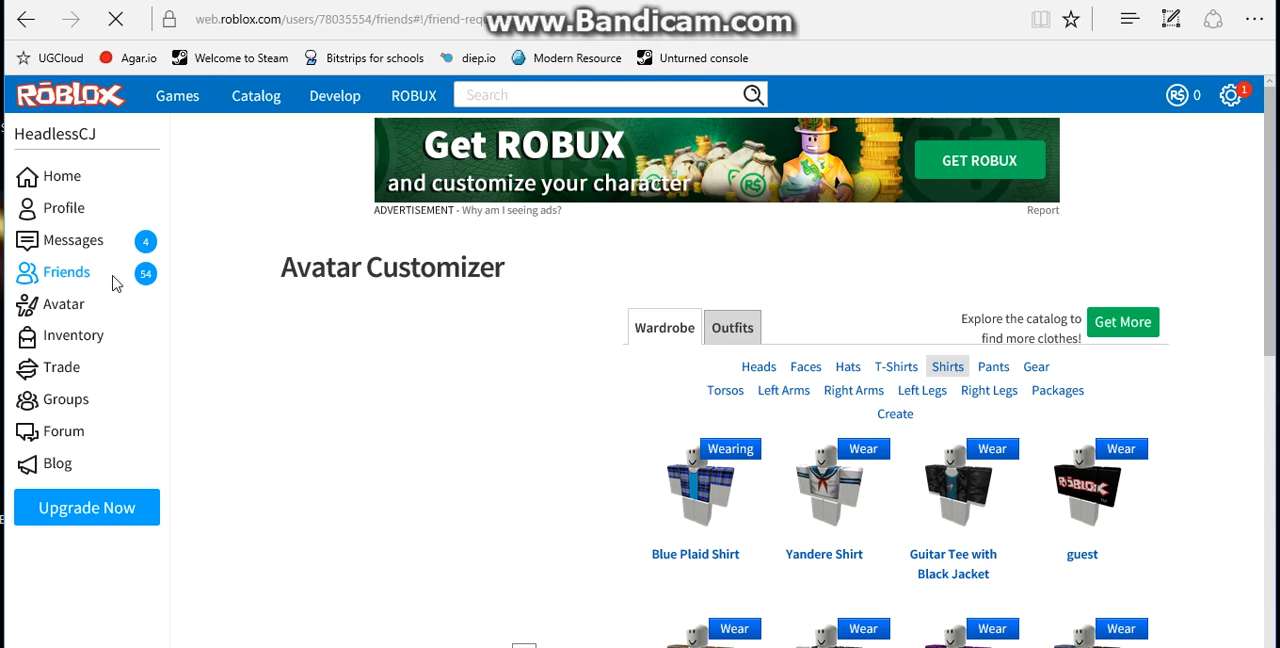 web.roblox.com/users/78035554/friends#!/friend-req
www.Bandicam.com
UGCloud
Agar.io
Welcome to Steam
Bitstrips for schools
diep.io
Modern Resource
Unturned console
ROBLOX
Games
Catalog
Develop
ROBUX
Search
R$ 0
1
HeadlessCJ
Home
Profile
Messages 4
Friends 54
Avatar
Inventory
Trade
Groups
Forum
Blog
Upgrade Now
Get ROBUX
and customize your character
R$
GET ROBUX
ADVERTISEMENT - Why am I seeing ads?
Report
Avatar Customizer
Wardrobe
Outfits
Explore the catalog to
find more clothes!
Get More
Heads Faces Hats T-Shirts Shirts Pants Gear
Torsos Left Arms Right Arms Left Legs Right Legs Packages
Create
Wearing
Wear
Wear
Wear
ROBLOX
Blue Plaid Shirt
Yandere Shirt
Guitar Tee with
Black Jacket
guest
Wear
Wear
Wear
Wear